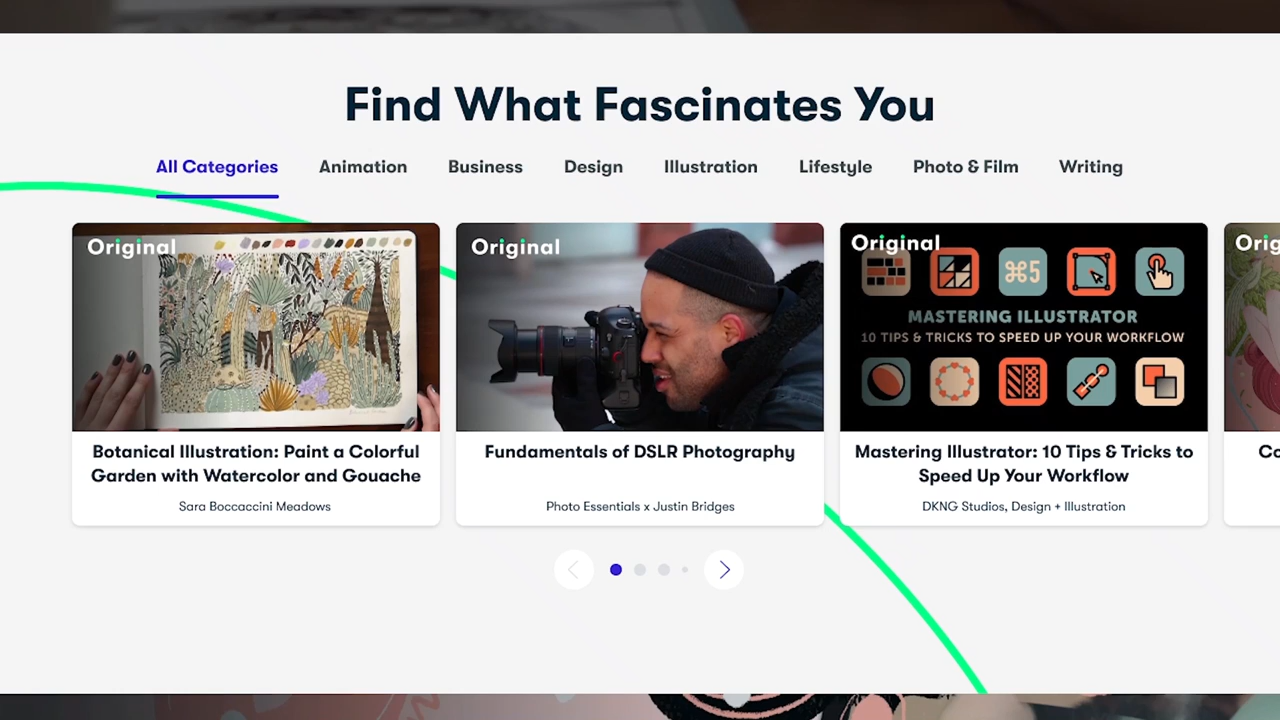 Find What Fascinates You
All Categories Animation Business Design Illustration Lifestyle Photo & Film Writing
Original Original Original
⌘5
MASTERING ILLUSTRATOR
10 TIPS & TRICKS TO SPEED UP YOUR WORKFLOW
Botanical Illustration: Paint a Colorful
Garden with Watercolor and Gouache
Sara Boccaccini Meadows
Fundamentals of DSLR Photography
Photo Essentials x Justin Bridges
Mastering Illustrator: 10 Tips & Tricks to
Speed Up Your Workflow
DKNG Studios, Design + Illustration